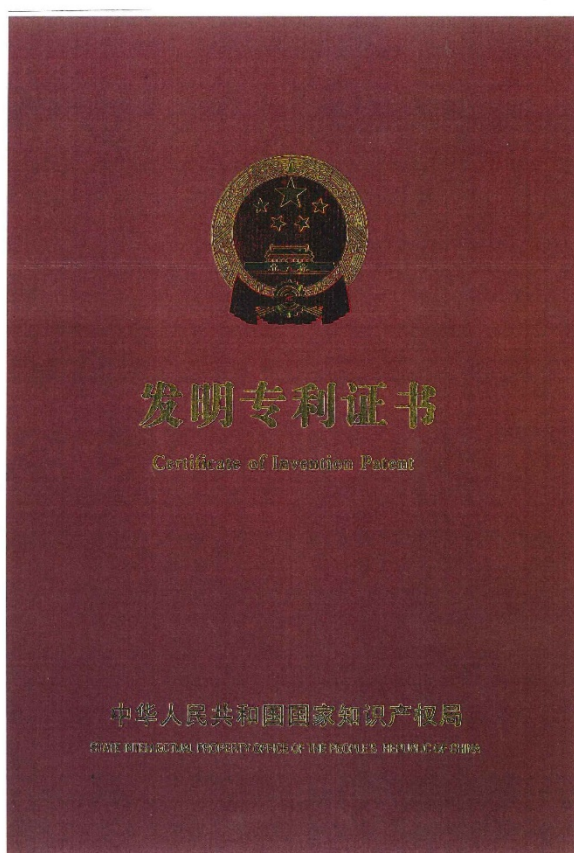 发明专利证书
Certificate of Invention Patent
中华人民共和国国家知识产权局
STATE INTELLECTUAL PROPERTY OFFICE OF THE PEOPLE'S REPUBLIC OF CHINA